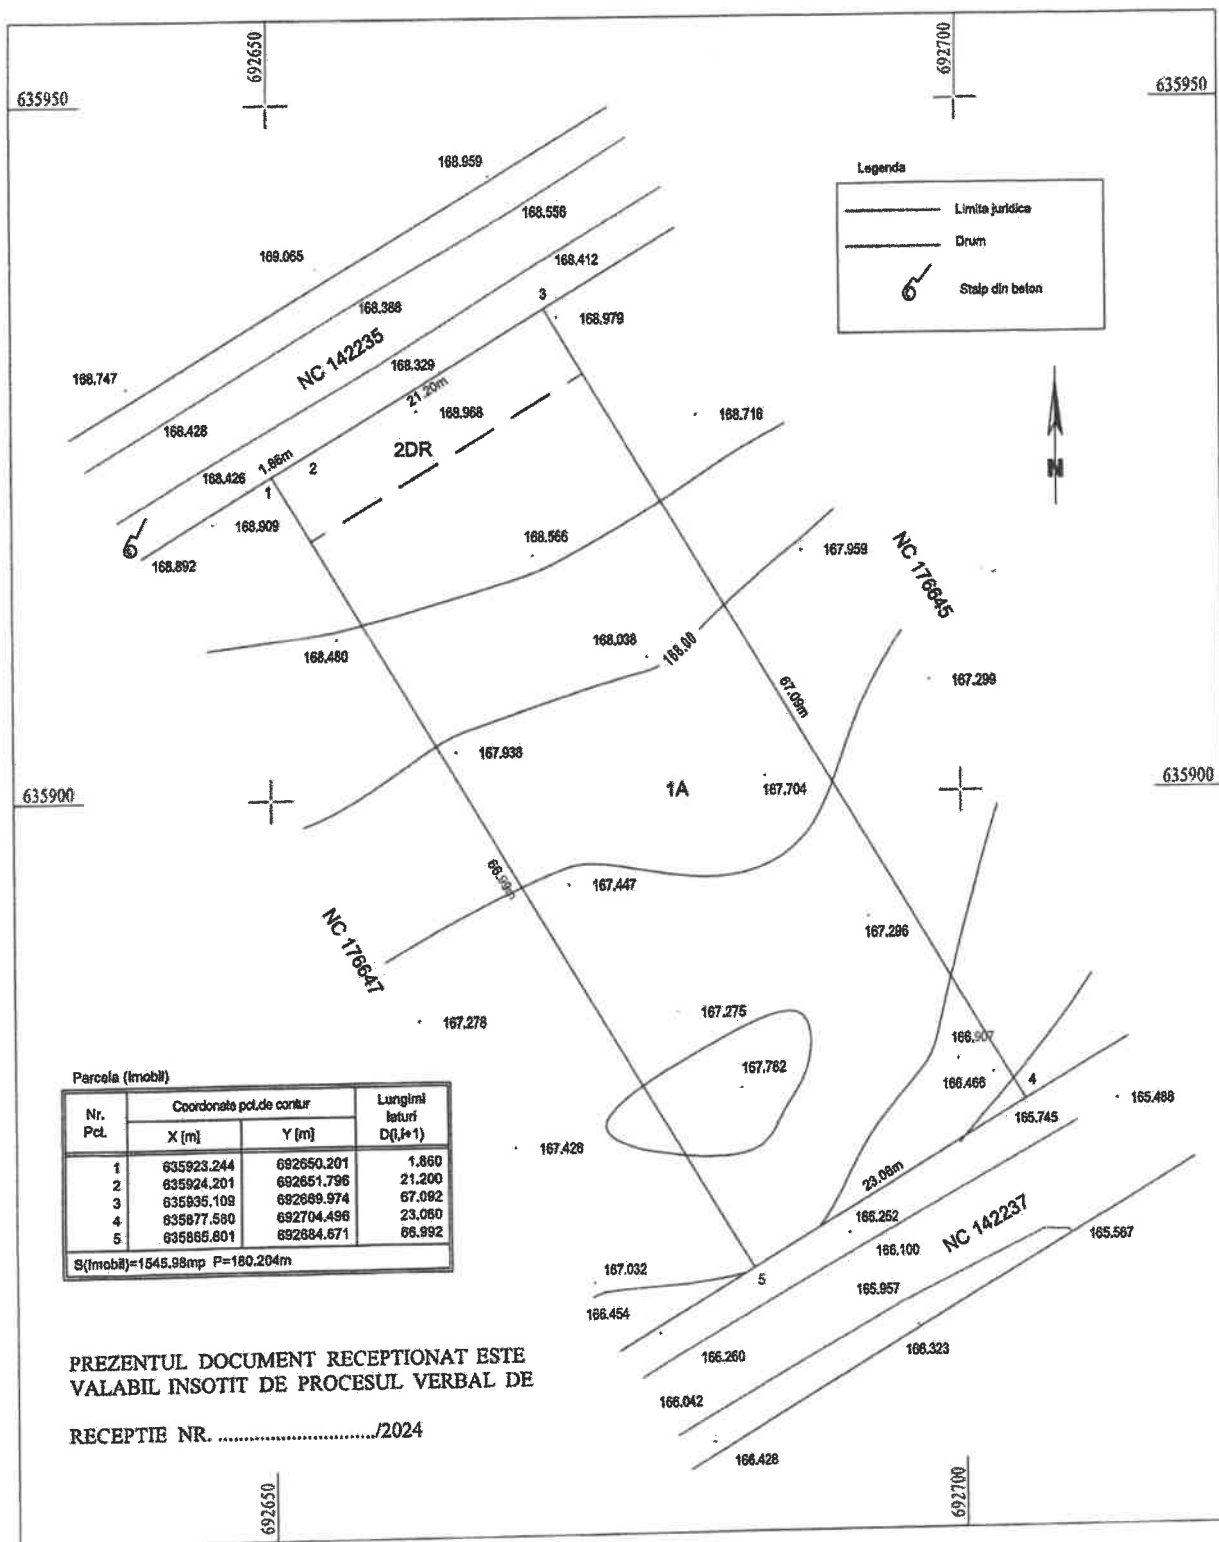 692650
692700
635950
635950
168.959
Legenda
Limita juridica
Drum
Stalp din beton
168.556
169.065
168.412
3
168.388
168.979
NC 142235
168.329
168.747
21.20m
168.968
168.716
168.428
2DR
N
168.426
1.86m
2
1
168.909
168.566
167.959
NC 176645
168.892
168.038
168.00
168.480
167.299
67.09m
167.938
1A
167.704
635900
635900
66.99m
167.447
NC 176647
167.296
167.275
167.278
166.907
167.762
166.466
4
165.488
165.745
Parcela (Imobil)
Nr. Pct.
Coordonate pct.de contur
Lungimi laturi D(i,i+1)
X [m]
Y [m]
1 635923.244 692650.201 1.860
2 635924.201 692651.796 21.200
3 635935.109 692669.974 67.092
4 635877.580 692704.496 23.060
5 635865.801 692684.671 66.992
S(Imobil)=1545.98mp P=180.204m
167.426
23.06m
166.252
NC 142237
166.100
165.567
167.032
5
165.957
166.454
166.323
166.260
166.042
166.428
PREZENTUL DOCUMENT RECEPTIONAT ESTE
VALABIL INSOTIT DE PROCESUL VERBAL DE
RECEPTIE NR. ............................./2024
692650
692700